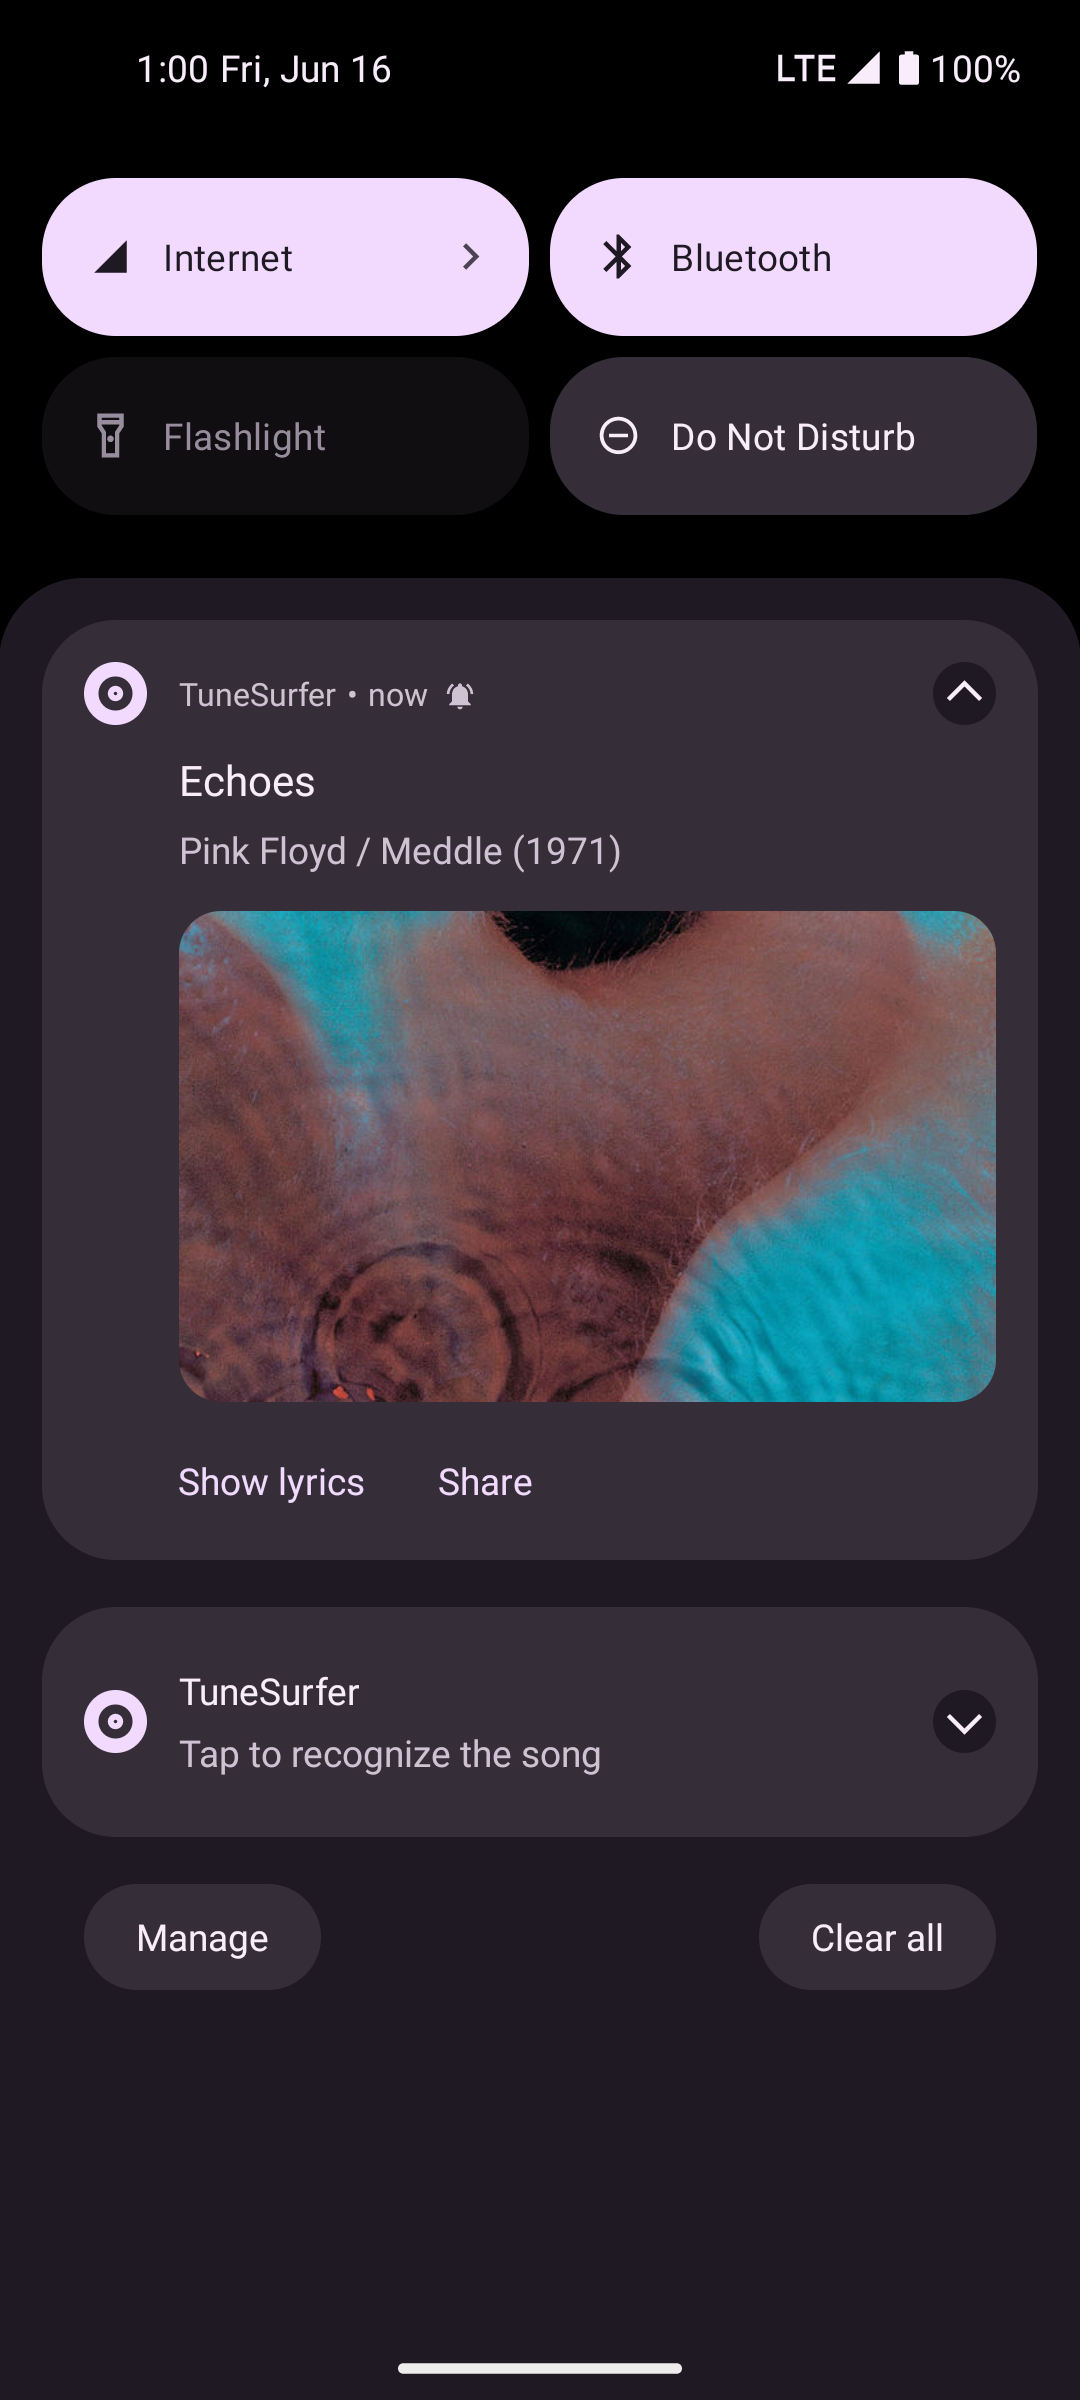 1:00 Fri, Jun 16 LTE 100%
Internet
Bluetooth
Flashlight
Do Not Disturb
TuneSurfer • now
Echoes
Pink Floyd / Meddle (1971)
Show lyrics Share
TuneSurfer
Tap to recognize the song
Manage Clear all